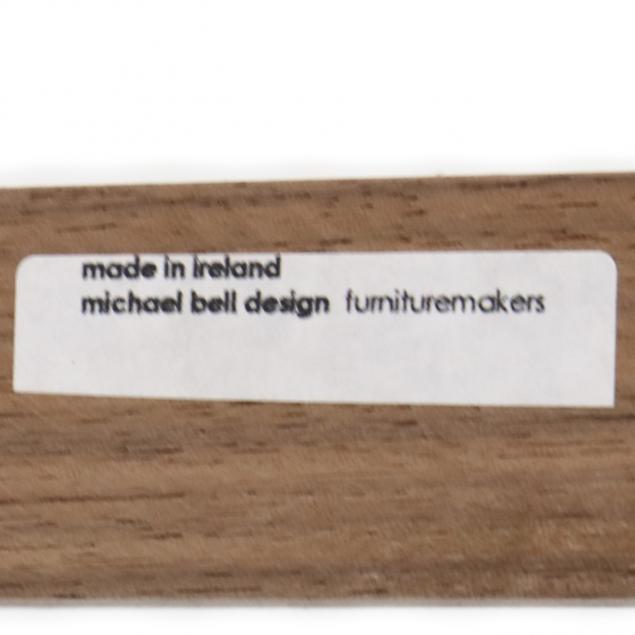 made in ireland
michael bell design furnituremakers